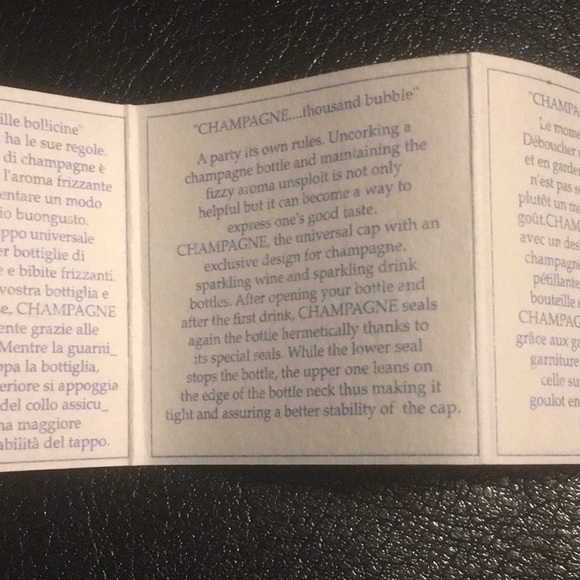 ille bollicine"
ha le sue regole.
di champagne è
l'aroma frizzante
entare un modo
io buongusto.
ppo universale
er bottiglie di
e e bibite frizzanti.
vostra bottiglia e
CHAMPAGNE
ente grazie alle
Mentre la guarni_
ppa la bottiglia,
eriore si appoggia
del collo assicu_
na maggiore
abilità del tappo.
"CHAMPAGNE....thousand bubble"
A party its own rules. Uncorking a
champagne bottle and maintaining the
fizzy aroma unsploit is not only
helpful but it can become a way to
express one's good taste.
CHAMPAGNE, the universal cap with an
exclusive design for champagne.
sparkling wine and sparkling drink
bottles. After opening your bottle and
after the first drink, CHAMPAGNE seals
again the bottle hermetically thanks to
its special seals. While the lower seal
stops the bottle, the upper one leans on
the edge of the bottle neck thus making it
tight and assuring a better stability of the cap.
"CHAMPA
Le mome
Déboucher
et en garde
n'est pas s
plutôt un m
goût.CHAM
avec un des
champagne
pétillante
bouteille
CHAMPAG
grâce aux ga
garniture
celle su
goulot en